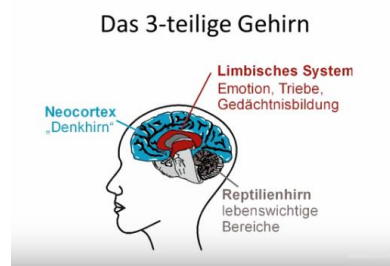 Das 3-teilige Gehirn
Limbisches System
Emotion, Triebe,
Gedächtnisbildung
Neocortex
„Denkhirn"
Reptilienhirn
lebenswichtige
Bereiche